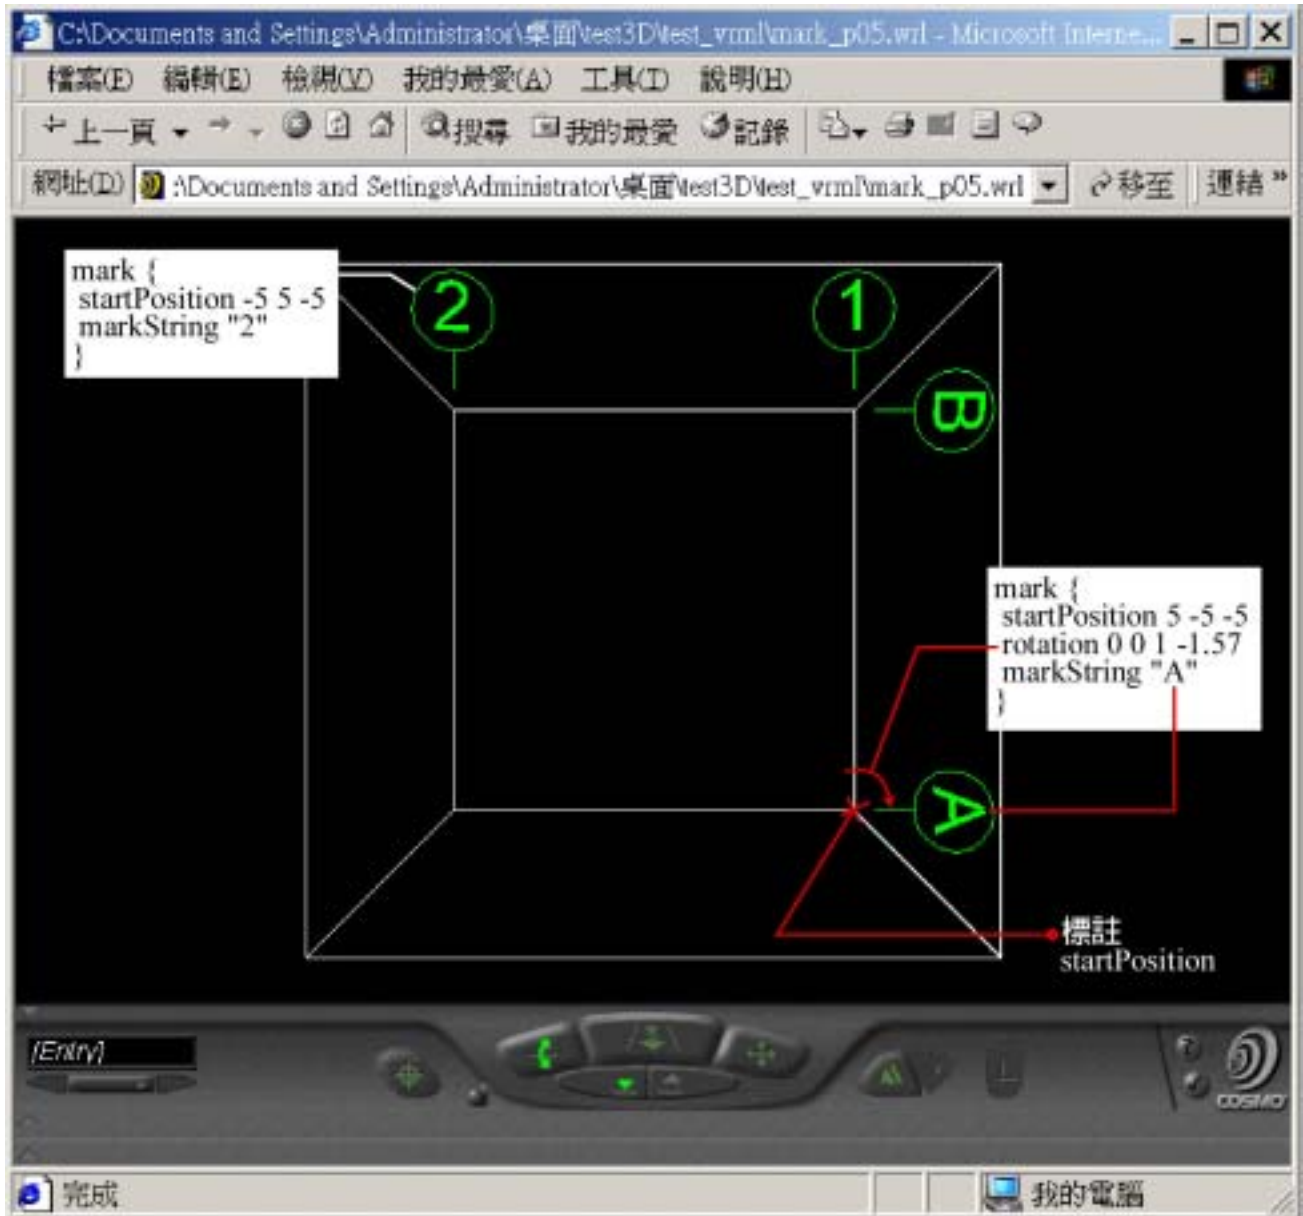 C:\Documents and Settings\Administrator\桌面\test3D\test_vrml\mark_p05.wrl - Microsoft Interne...
檔案(F) 編輯(E) 檢視(V) 我的最愛(A) 工具(T) 說明(H)
上一頁 搜尋 我的最愛 記錄
網址(D) :\Documents and Settings\Administrator\桌面\test3D\test_vrml\mark_p05.wrl 移至 連結 »
mark {
startPosition -5 5 -5
markString "2"
}
2
1
B
mark {
startPosition 5 -5 -5
rotation 0 0 1 -1.57
markString "A"
}
A
標註
startPosition
[Entry]
COSMO
完成
我的電腦